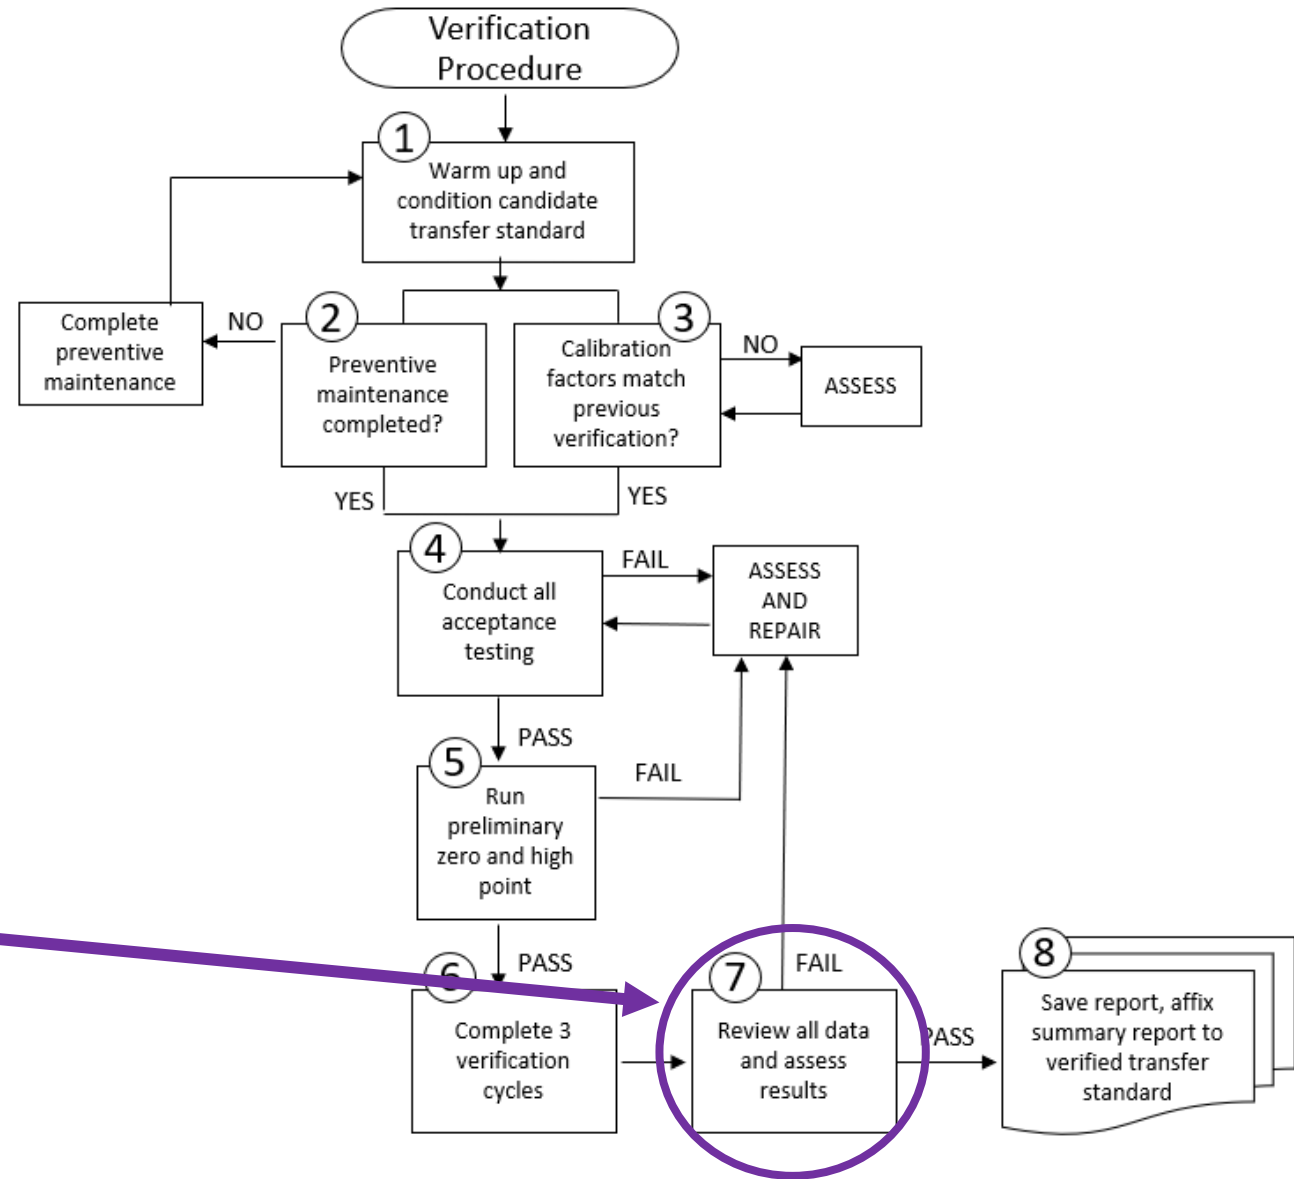 Verification
Procedure
1
Warm up and
condition candidate
transfer standard
Complete
preventive
maintenance
NO
2
Preventive
maintenance
completed?
3
Calibration
factors match
previous
verification?
NO
ASSESS
YES
YES
4
Conduct all
acceptance
testing
FAIL
ASSESS
AND
REPAIR
PASS
5
Run
preliminary
zero and high
point
FAIL
PASS
6
Complete 3
verification
cycles
7
FAIL
Review all data
and assess
results
PASS
8
Save report, affix
summary report to
verified transfer
standard